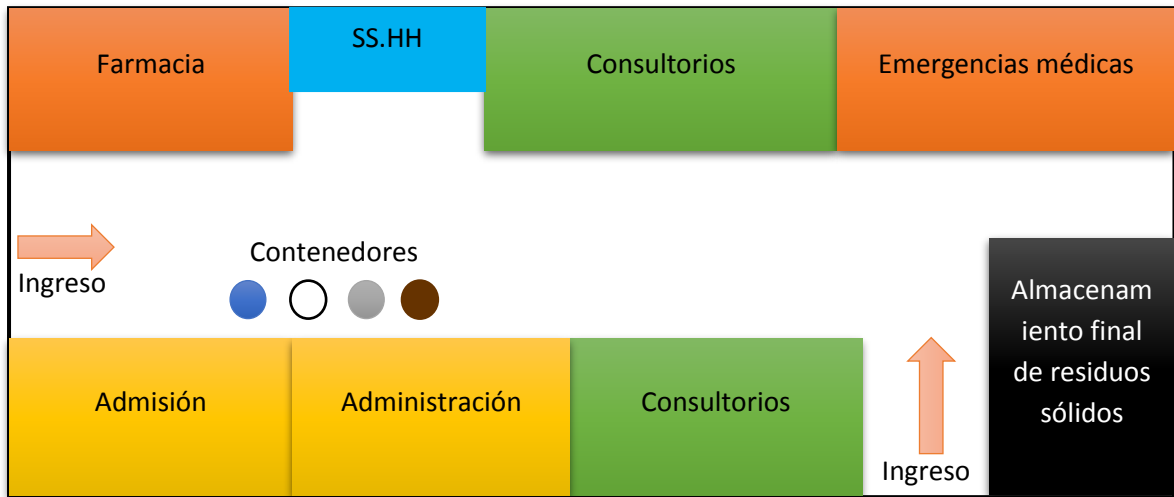 Farmacia
SS.HH
Consultorios
Emergencias médicas
Contenedores
Ingreso
Almacenam
iento final
de residuos
sólidos
Admisión
Administración
Consultorios
Ingreso